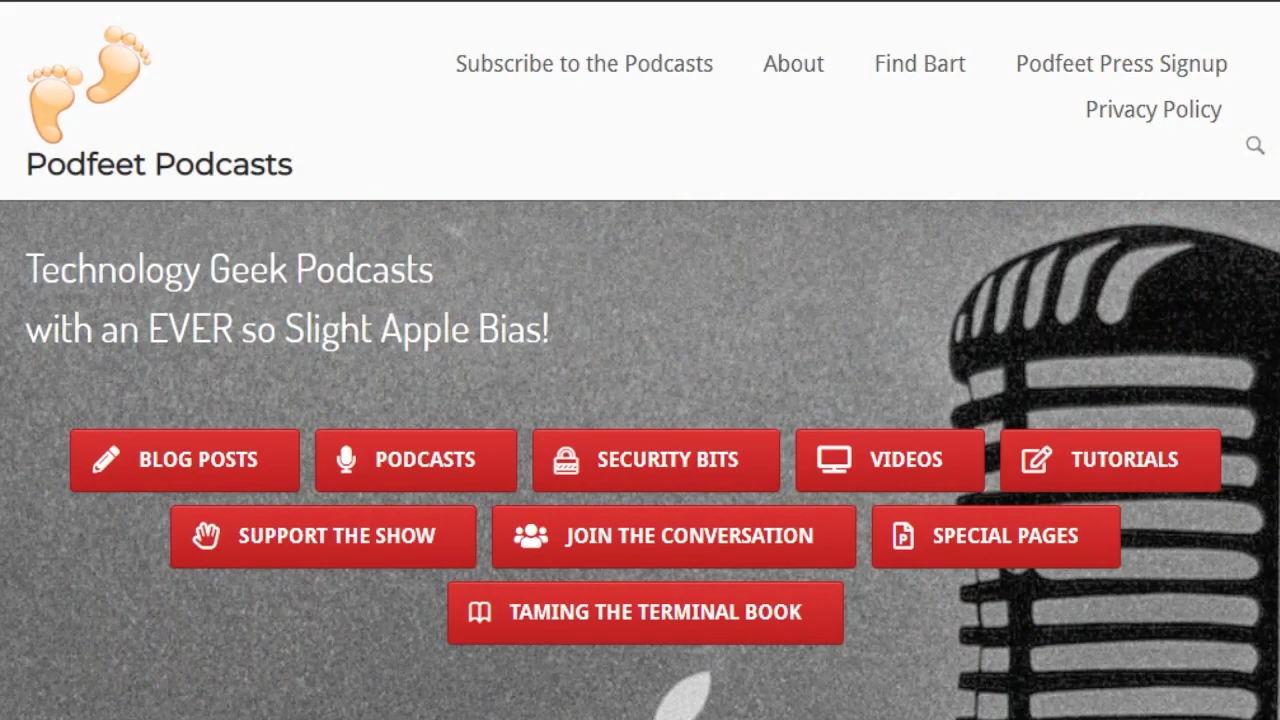 Subscribe to the Podcasts About Find Bart Podfeet Press Signup
Privacy Policy
Podfeet Podcasts
Technology Geek Podcasts
with an EVER so Slight Apple Bias!
BLOG POSTS PODCASTS SECURITY BITS VIDEOS TUTORIALS
SUPPORT THE SHOW JOIN THE CONVERSATION SPECIAL PAGES
TAMING THE TERMINAL BOOK